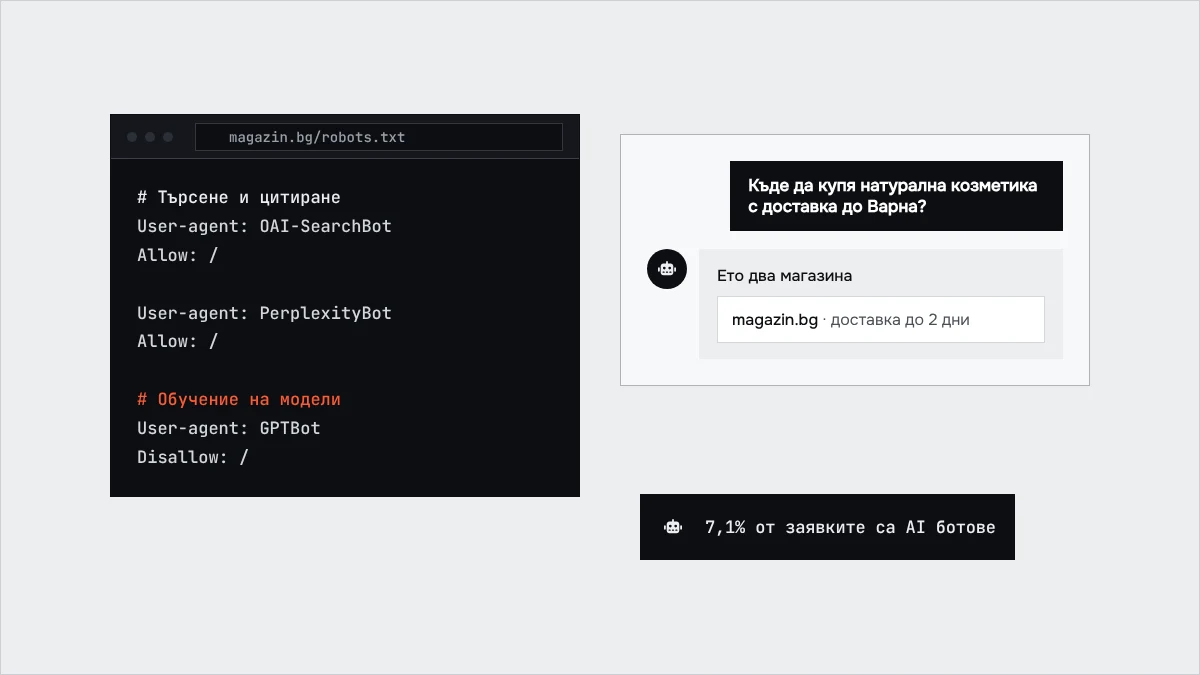 magazin.bg/robots.txt
# Търсене и цитиране
User-agent: OAI-SearchBot
Allow: /
User-agent: PerplexityBot
Allow: /
# Обучение на модели
User-agent: GPTBot
Disallow: /
Къде да купя натурална козметика
с доставка до Варна?
Ето два магазина
magazin.bg · доставка до 2 дни
7,1% от заявките са AI ботове